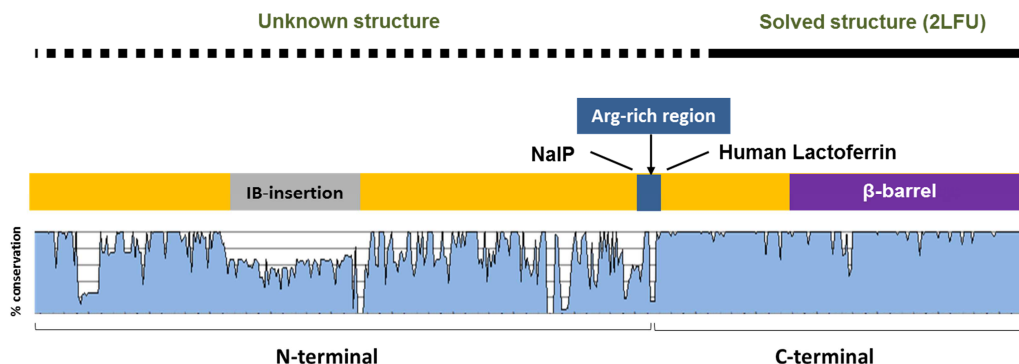 Unknown structure
Solved structure (2LFU)
Arg-rich region
NalP
Human Lactoferrin
IB-insertion
β-barrel
% conservation
N-terminal
C-terminal